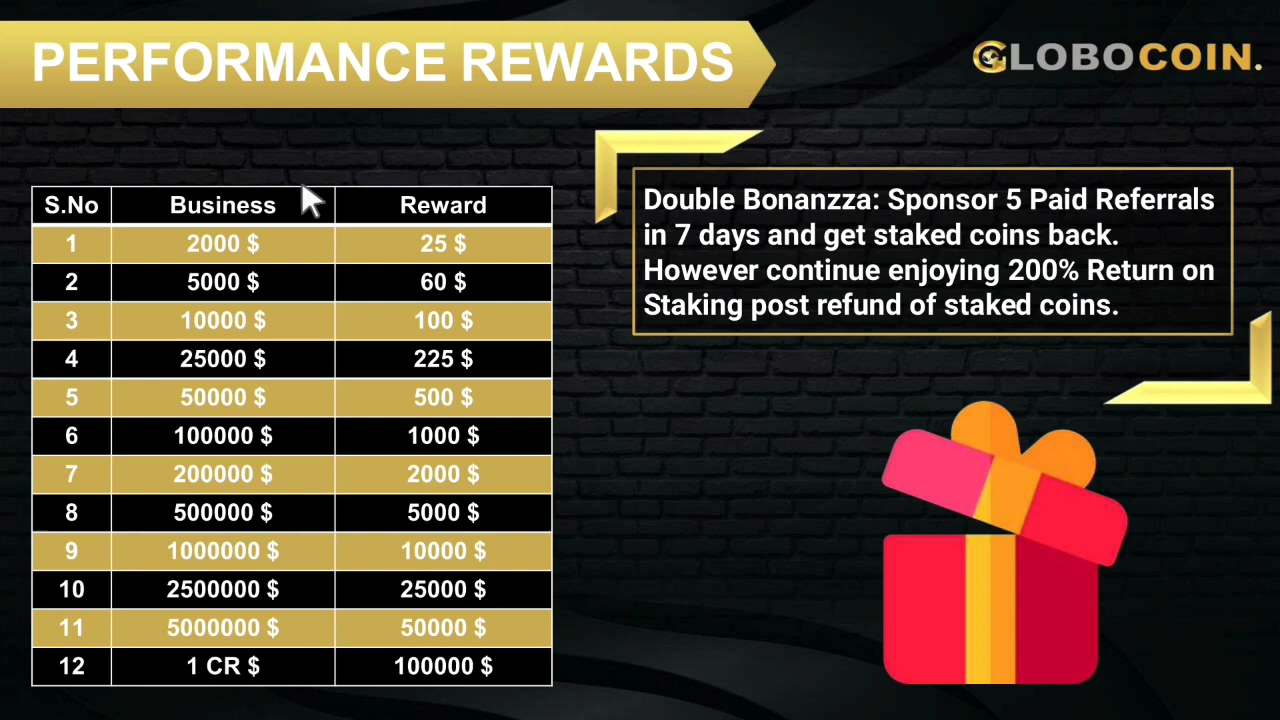 PERFORMANCE REWARDS
GLOBOCOIN.
S.No Business Reward
1 2000 $ 25 $
2 5000 $ 60 $
3 10000 $ 100 $
4 25000 $ 225 $
5 50000 $ 500 $
6 100000 $ 1000 $
7 200000 $ 2000 $
8 500000 $ 5000 $
9 1000000 $ 10000 $
10 2500000 $ 25000 $
11 5000000 $ 50000 $
12 1 CR $ 100000 $
Double Bonanzza: Sponsor 5 Paid Referrals
in 7 days and get staked coins back.
However continue enjoying 200% Return on
Staking post refund of staked coins.